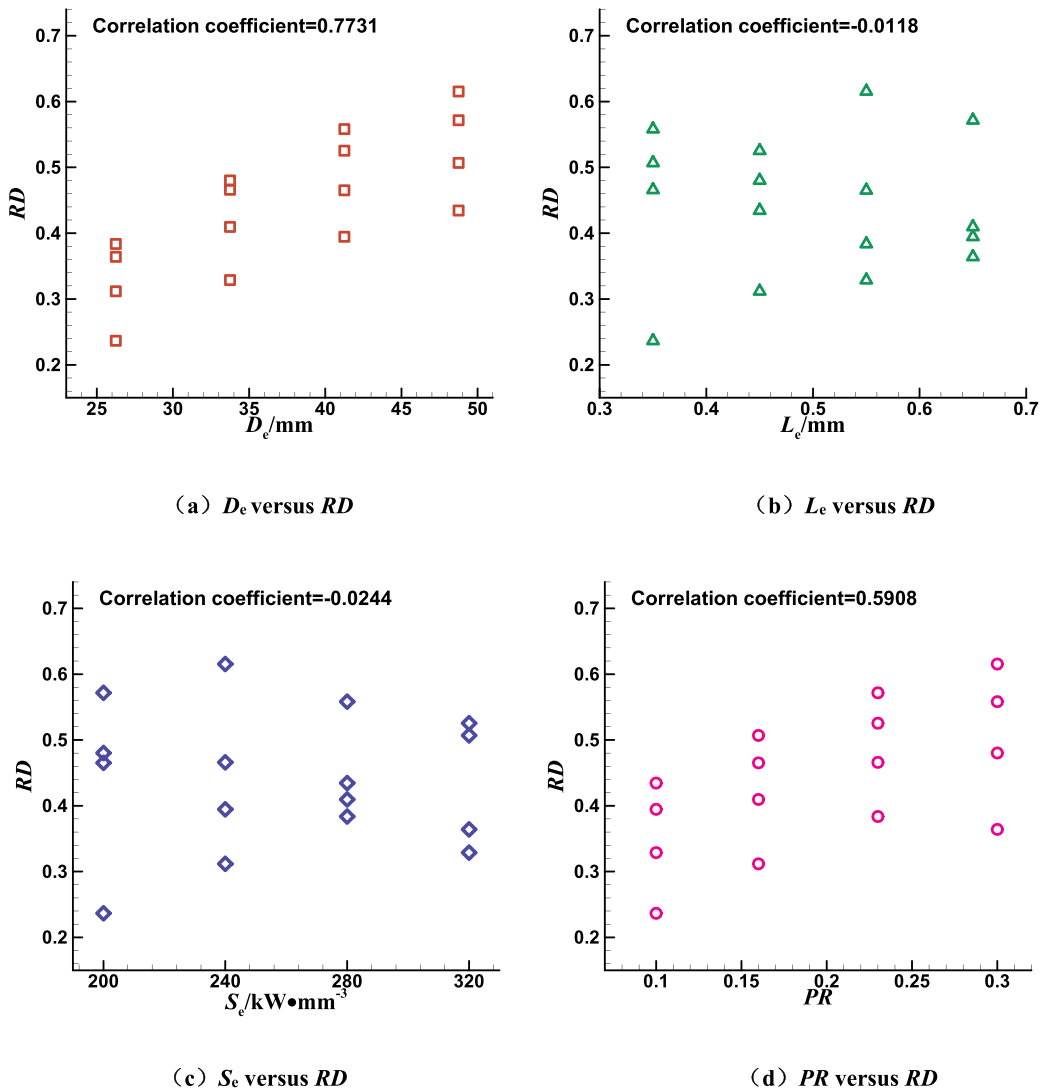 Correlation coefficient=0.7731
0.7
0.6
0.5
0.4
0.3
0.2
RD
25 30 35 40 45 50
De/mm
(a) De versus RD
Correlation coefficient=-0.0118
0.7
0.6
0.5
0.4
0.3
0.2
RD
0.3 0.4 0.5 0.6 0.7
Le/mm
(b) Le versus RD
Correlation coefficient=-0.0244
0.7
0.6
0.5
0.4
0.3
0.2
RD
200 240 280 320
Se/kW•mm-3
(c) Se versus RD
Correlation coefficient=0.5908
0.7
0.6
0.5
0.4
0.3
0.2
RD
0.1 0.15 0.2 0.25 0.3
PR
(d) PR versus RD